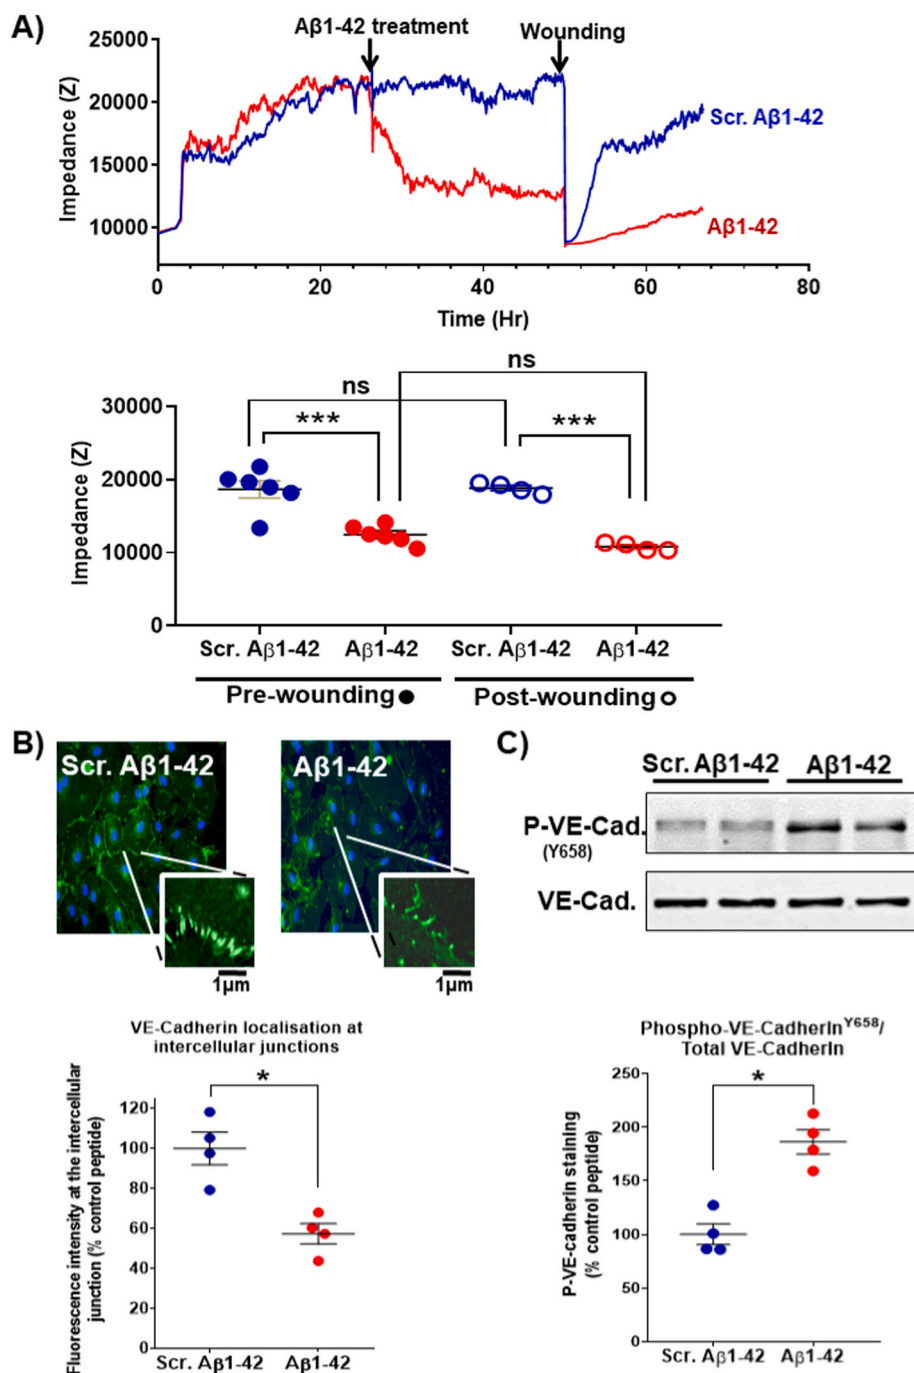 A)
Aβ1-42 treatment
Wounding
Impedance (Z)
25000
20000
15000
10000
Scr. Aβ1-42
Aβ1-42
0
20
40
60
80
Time (Hr)
ns
ns
***
***
Impedance (Z)
30000
20000
10000
0
Scr. Aβ1-42
Aβ1-42
Scr. Aβ1-42
Aβ1-42
Pre-wounding
Post-wounding
B)
Scr. Aβ1-42
Aβ1-42
1μm
1μm
VE-Cadherin localisation at
intercellular junctions
*
Fluorescence intensity at the intercellular
junction (% control peptide)
120
100
80
60
40
20
0
Scr. Aβ1-42
Aβ1-42
C)
Scr. Aβ1-42
Aβ1-42
P-VE-Cad.
(Y658)
VE-Cad.
Phospho-VE-CadherIn^Y658/
Total VE-CadherIn
*
P-VE-cadherin staining
(% control peptide)
250
200
150
100
50
0
Scr. Aβ1-42
Aβ1-42